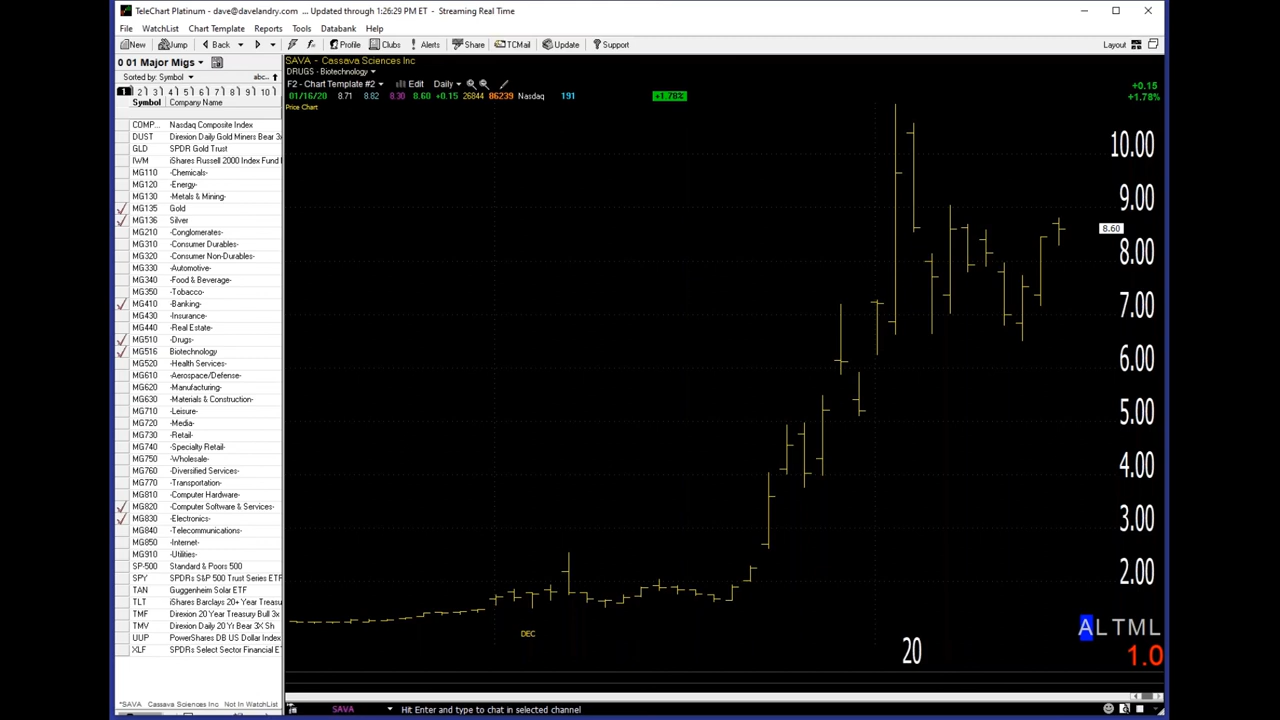 TeleChart Platinum - dave@davelandry.com ... Updated through 1:26:29 PM ET - Streaming Real Time
File WatchList Chart Template Reports Tools Databank Help
New Jump Back Profile Clubs Alerts Share TCMail Update Support Layout
0 01 Major Migs
Sorted by: Symbol abc..
1 2 3 4 5 6 7 8 9 10
Symbol Company Name
COMP... Nasdaq Composite Index
DUST Direxion Daily Gold Miners Bear 3x
GLD SPDR Gold Trust
IWM iShares Russell 2000 Index Fund
MG110 -Chemicals-
MG120 -Energy-
MG130 -Metals & Mining-
MG135 Gold
MG136 Silver
MG210 -Conglomerates-
MG310 -Consumer Durables-
MG320 -Consumer Non-Durables-
MG330 -Automotive-
MG340 -Food & Beverage-
MG350 -Tobacco-
MG410 -Banking-
MG430 -Insurance-
MG440 -Real Estate-
MG510 -Drugs-
MG516 Biotechnology
MG520 -Health Services-
MG610 -Aerospace/Defense-
MG620 -Manufacturing-
MG630 -Materials & Construction-
MG710 -Leisure-
MG720 -Media-
MG730 -Retail-
MG740 -Specialty Retail-
MG750 -Wholesale-
MG760 -Diversified Services-
MG770 -Transportation-
MG810 -Computer Hardware-
MG820 -Computer Software & Services-
MG830 -Electronics-
MG840 -Telecommunications-
MG850 -Internet-
MG910 -Utilities-
SP-500 Standard & Poors 500
SPY SPDRs S&P 500 Trust Series ETF
TAN Guggenheim Solar ETF
TLT iShares Barclays 20+ Year Treasu
TMF Direxion 20 Year Treasury Bull 3x
TMV Direxion Daily 20 Yr Bear 3X Sh
UUP PowerShares DB US Dollar Index
XLF SPDRs Select Sector Financial E
*SAVA Cassava Sciences Inc Not In WatchList
SAVA - Cassava Sciences Inc
DRUGS - Biotechnology
F2 - Chart Template #2 Edit Daily
01/16/20 8.71 8.82 8.30 8.60 +0.15 26844 86239 Nasdaq 191 +1.78%
Price Chart
+0.15
+1.78%
10.00
9.00
8.60
8.00
7.00
6.00
5.00
4.00
3.00
2.00
ALTML
1.0
DEC
20
SAVA Hit Enter and type to chat in selected channel